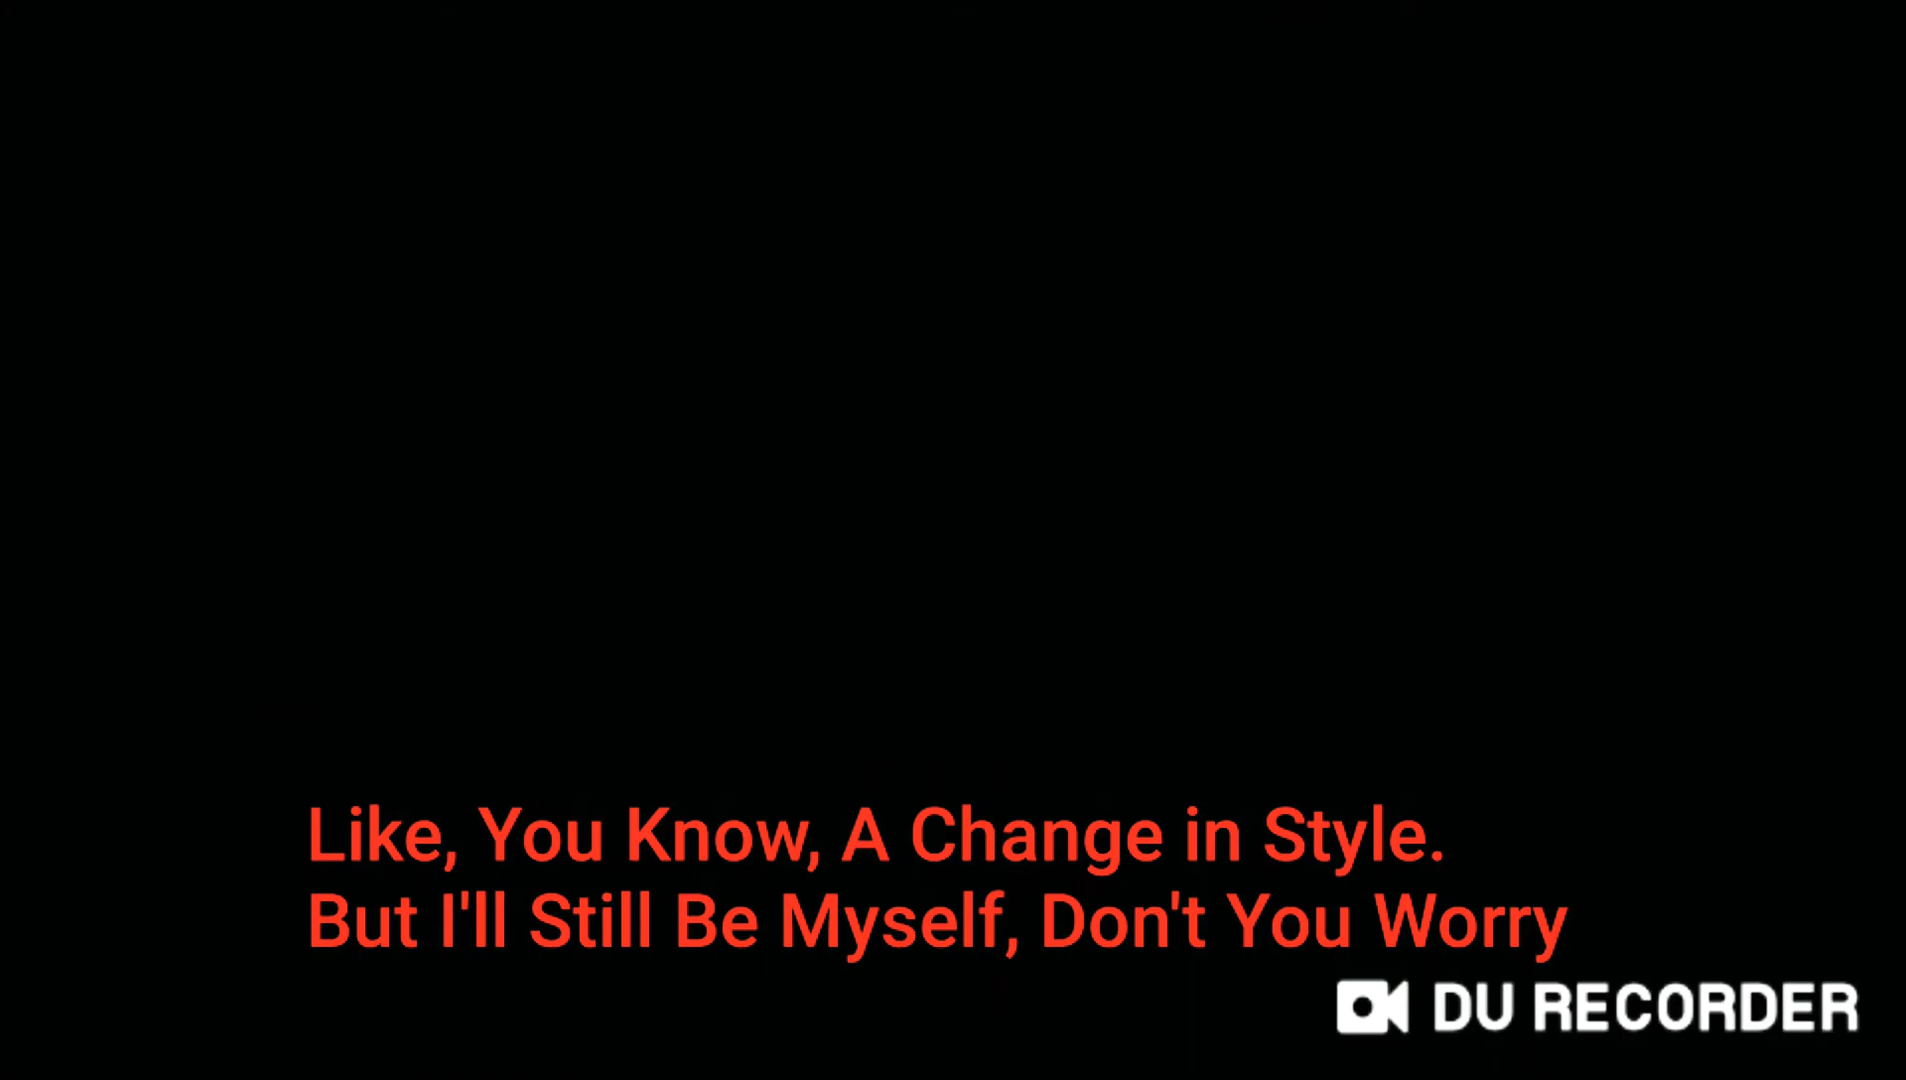 Like, You Know, A Change in Style.
But I'll Still Be Myself, Don't You Worry
DU RECORDER